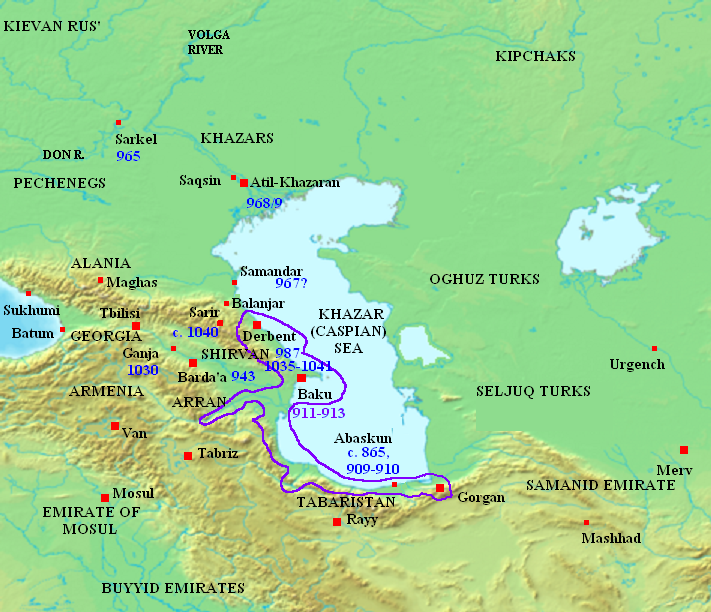 KIEVAN RUS'
VOLGA
RIVER
KIPCHAKS
Sarkel
965
KHAZARS
DON R.
PECHENEGS
Saqsin
Atil-Khazaran
968/9
ALANIA
Maghas
Samandar
967?
OGHUZ TURKS
Sukhumi
Balanjar
Tbilisi
Sarir
c. 1040
KHAZAR
(CASPIAN)
SEA
Batum
GEORGIA
Derbent
Ganja
1030
SHIRVAN
987
1035-1041
Urgench
Barda'a 943
ARMENIA
ARRAN
Baku
911-913
SELJUQ TURKS
Van
Abaskun
c. 865,
909-910
Tabriz
Merv
Mosul
Gorgan
SAMANID EMIRATE
TABARISTAN
EMIRATE OF
MOSUL
Rayy
Mashhad
BUYYID EMIRATES